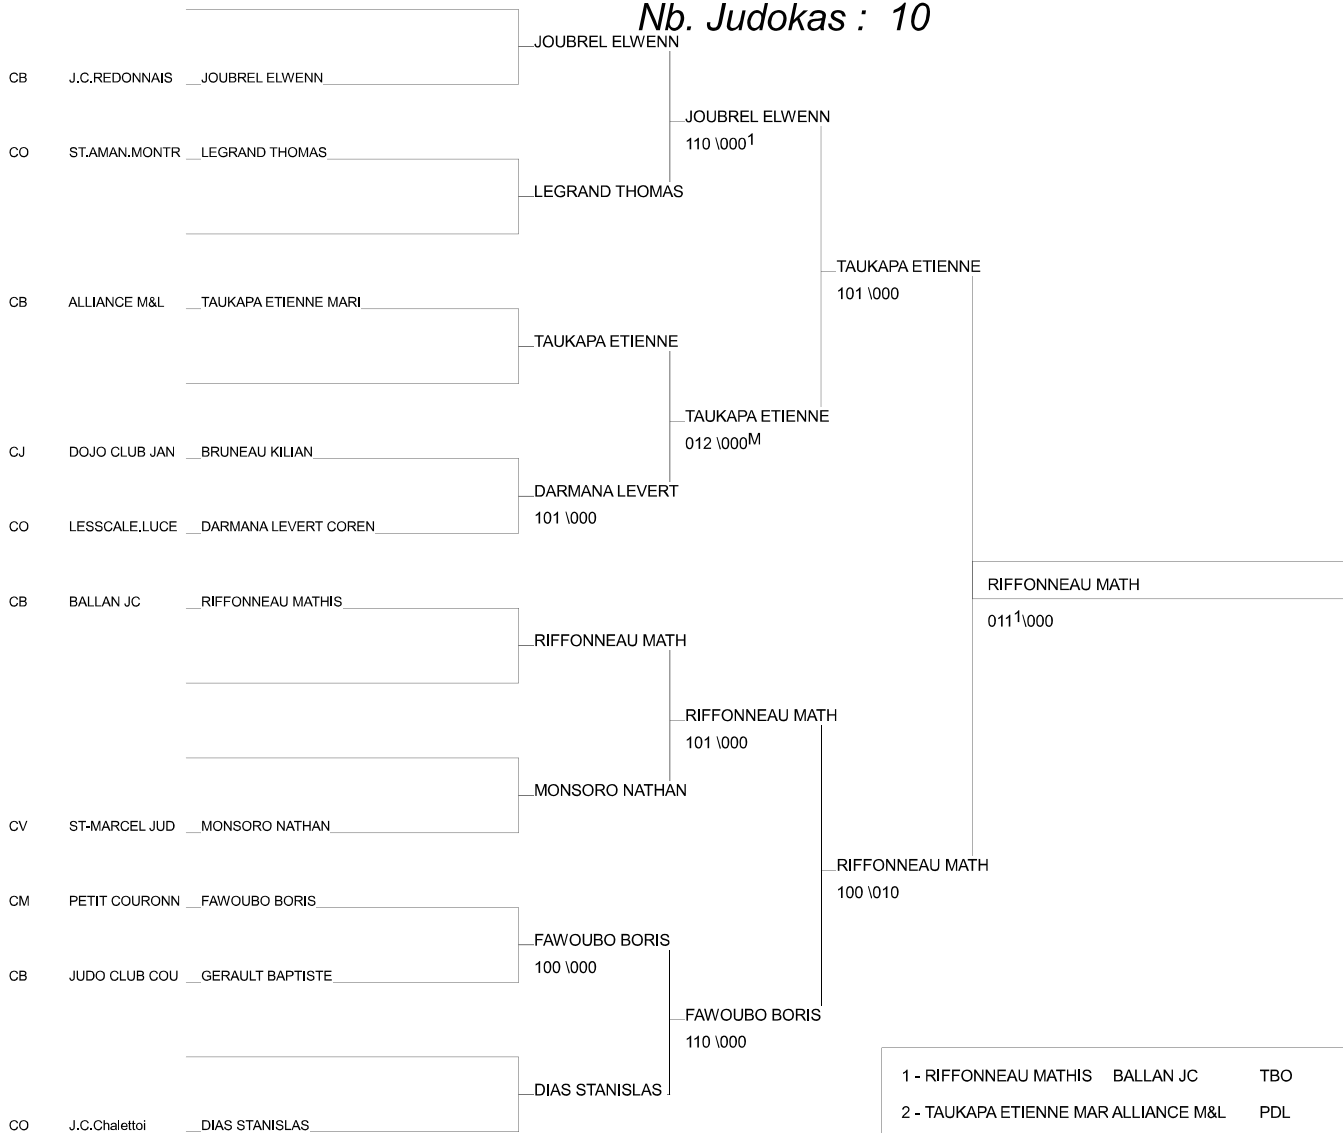 Nb. Judokas : 10
JOUBREL ELWENN
CB J.C.REDONNAIS JOUBREL ELWENN
JOUBREL ELWENN
110 \000 1
CO ST.AMAN.MONTR LEGRAND THOMAS
LEGRAND THOMAS
TAUKAPA ETIENNE
101 \000
CB ALLIANCE M&L TAUKAPA ETIENNE MARI
TAUKAPA ETIENNE
TAUKAPA ETIENNE
012 \000 M
CJ DOJO CLUB JAN BRUNEAU KILIAN
DARMANA LEVERT
101 \000
CO LESSCALE.LUCE DARMANA LEVERT COREN
RIFFONNEAU MATH
011 1\000
CB BALLAN JC RIFFONNEAU MATHIS
RIFFONNEAU MATH
RIFFONNEAU MATH
101 \000
MONSORO NATHAN
CV ST-MARCEL JUD MONSORO NATHAN
RIFFONNEAU MATH
100 \010
CM PETIT COURONN FAWOUBO BORIS
FAWOUBO BORIS
100 \000
CB JUDO CLUB COU GERAULT BAPTISTE
FAWOUBO BORIS
110 \000
DIAS STANISLAS
CO J.C.Chalettoi DIAS STANISLAS
1 - RIFFONNEAU MATHIS BALLAN JC TBO
2 - TAUKAPA ETIENNE MAR ALLIANCE M&L PDL